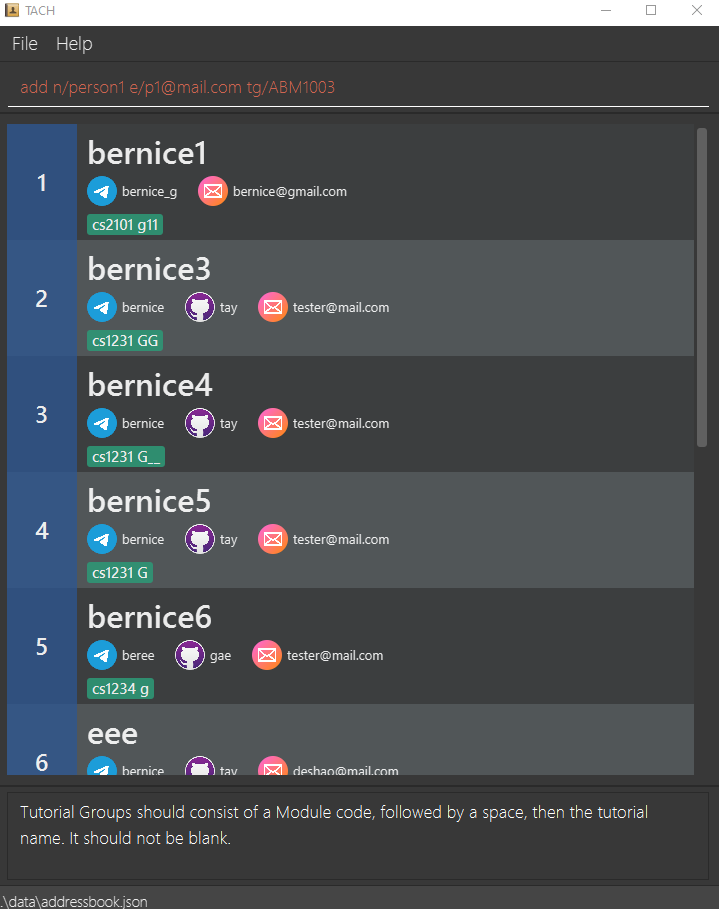 TACH
File Help
add n/person1 e/p1@mail.com tg/ABM1003
1
bernice1
bernice_g bernice@gmail.com
cs2101 g11
2
bernice3
bernice tay tester@mail.com
cs1231 GG
3
bernice4
bernice tay tester@mail.com
cs1231 G__
4
bernice5
bernice tay tester@mail.com
cs1231 G
5
bernice6
beree gae tester@mail.com
cs1234 g
6
eee
bernice tay deshao@mail.com
Tutorial Groups should consist of a Module code, followed by a space, then the tutorial
name. It should not be blank.
.\data\addressbook.json